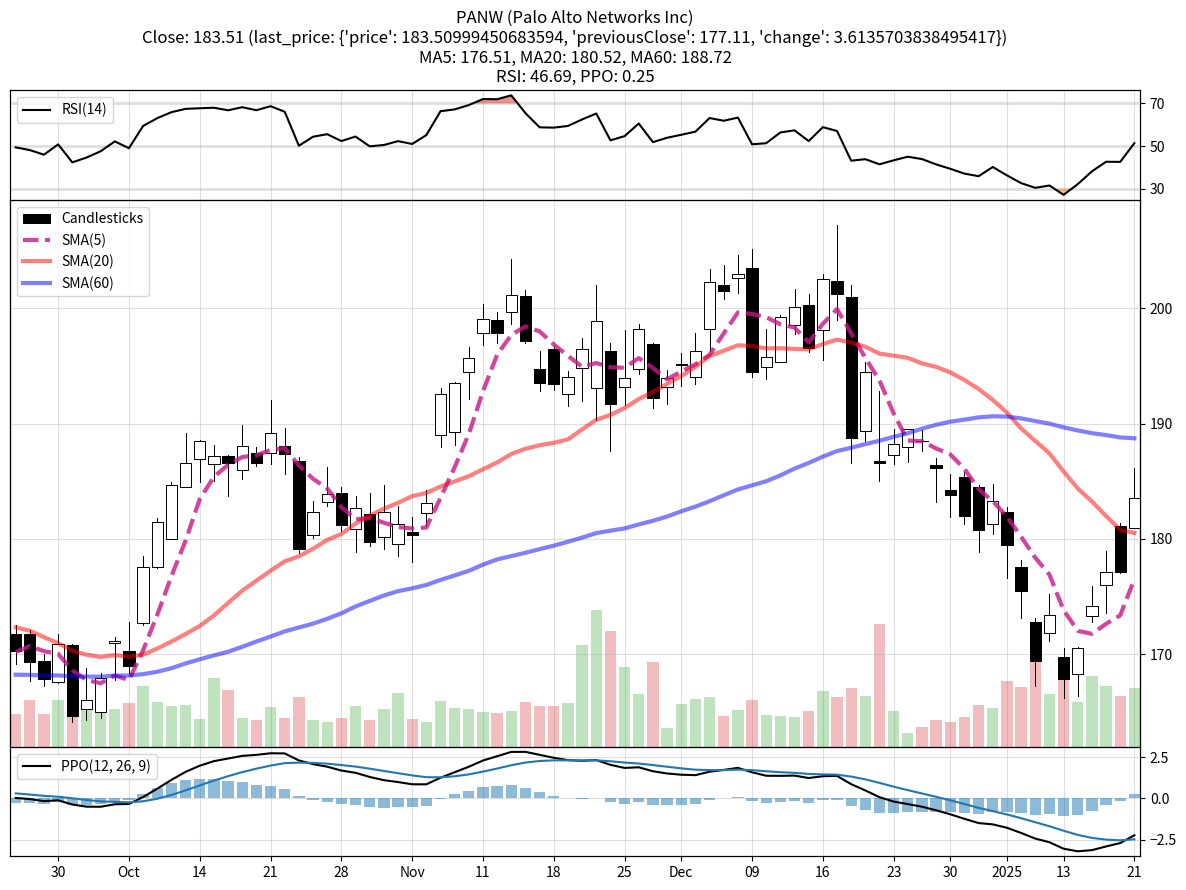 PANW (Palo Alto Networks Inc)
Close: 183.51 (last_price: {'price': 183.50999450683594, 'previousClose': 177.11, 'change': 3.6135703838495417})
MA5: 176.51, MA20: 180.52, MA60: 188.72
RSI: 46.69, PPO: 0.25
RSI(14)
70
50
30
Candlesticks
SMA(5)
SMA(20)
SMA(60)
200
190
180
170
PPO(12, 26, 9)
2.5
0.0
−2.5
30 Oct 14 21 28 Nov 11 18 25 Dec 09 16 23 30 2025 13 21